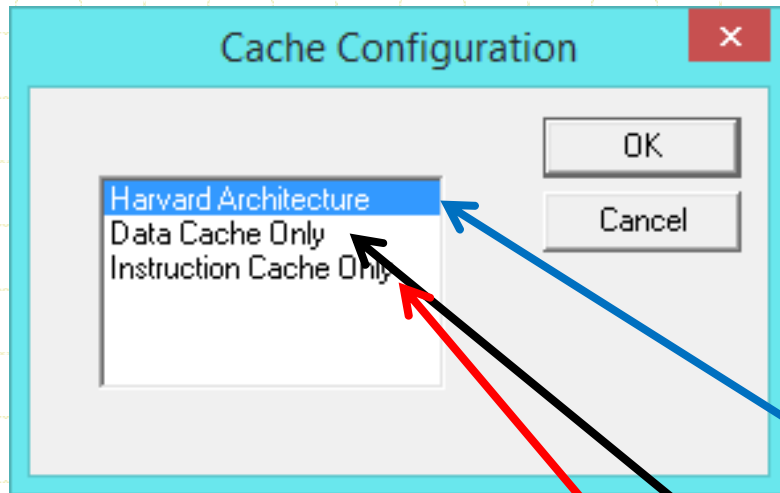 Cache Configuration
OK
Harvard Architecture
Cancel
Data Cache Only
Instruction Cache Only